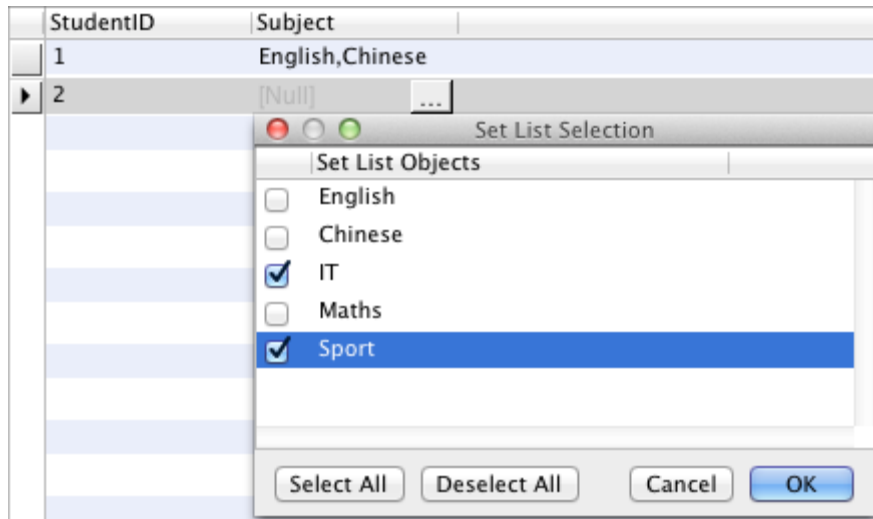 StudentID Subject
1 English,Chinese
2 [Null] ...
Set List Selection
Set List Objects
English
Chinese
IT
Maths
Sport
Select All Deselect All Cancel OK